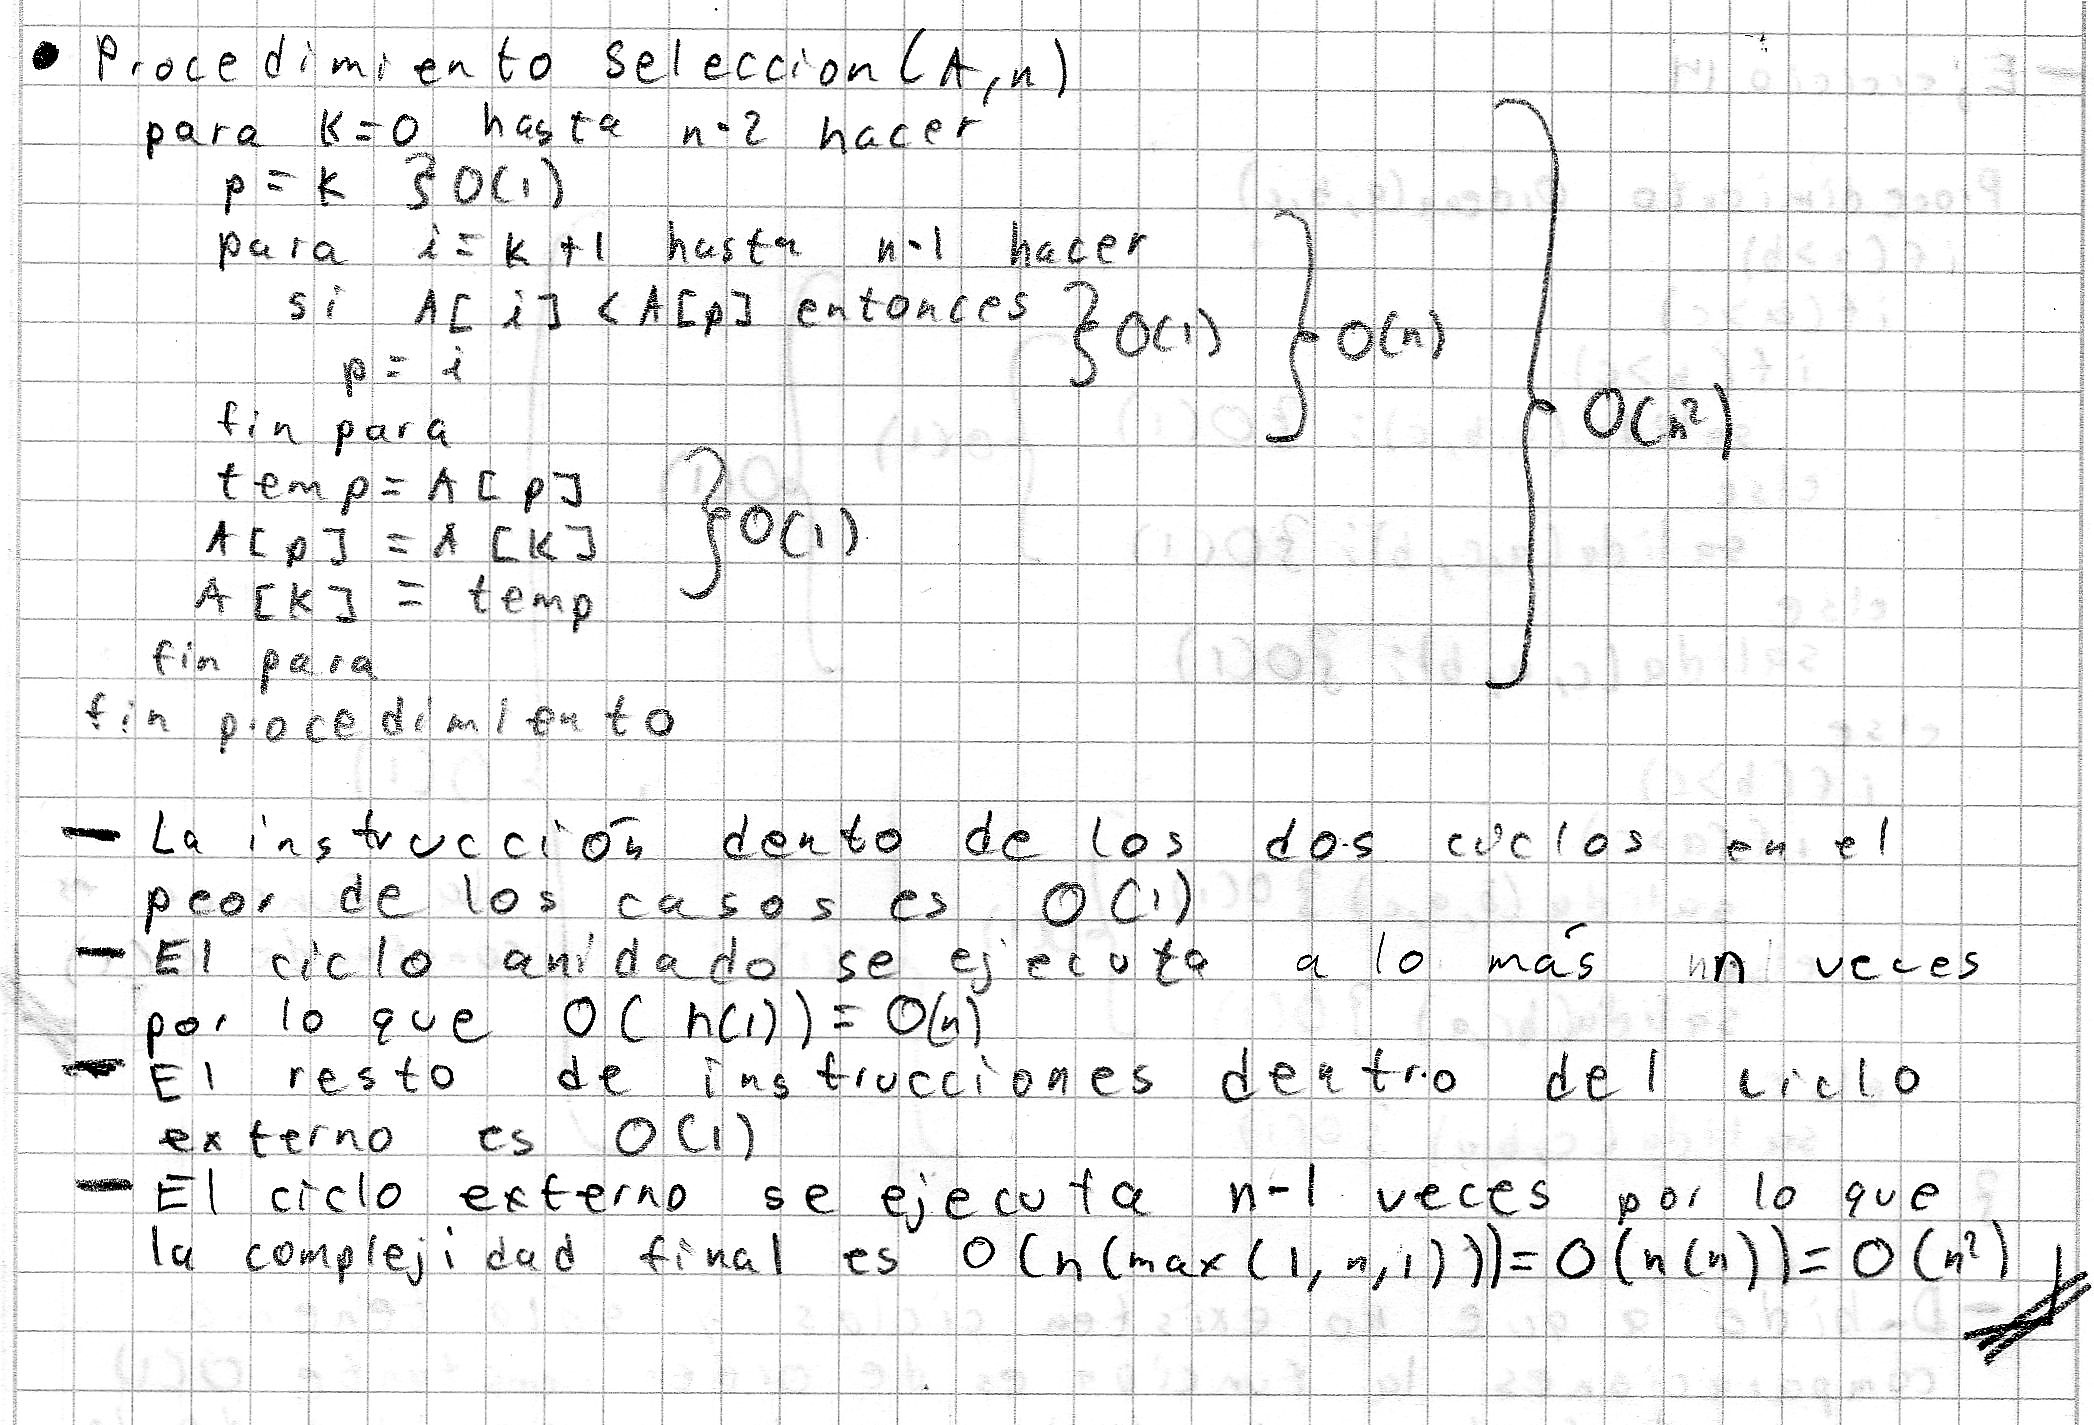 • Procedimiento Seleccion(A,n)
para K=0 hasta n-2 hacer
p = K } O(1)
para i = k+1 hasta n-1 hacer
si A[i] < A[p] entonces } O(1) } O(n)
p = i
fin para } O(n²)
temp = A[p]
A[p] = A[K] } O(1)
A[K] = temp
fin para
fin procedimiento
- La instrucción dento de los dos ciclos en el
peor de los casos es O(1)
- El ciclo anidado se ejecuta a lo más n veces
por lo que O(n(1)) = O(n)
- El resto de instrucciones dentro del ciclo
externo es O(1)
- El ciclo externo se ejecuta n-1 veces por lo que
la complejidad final es O(n(max(1,n,1))) = O(n(n)) = O(n²)